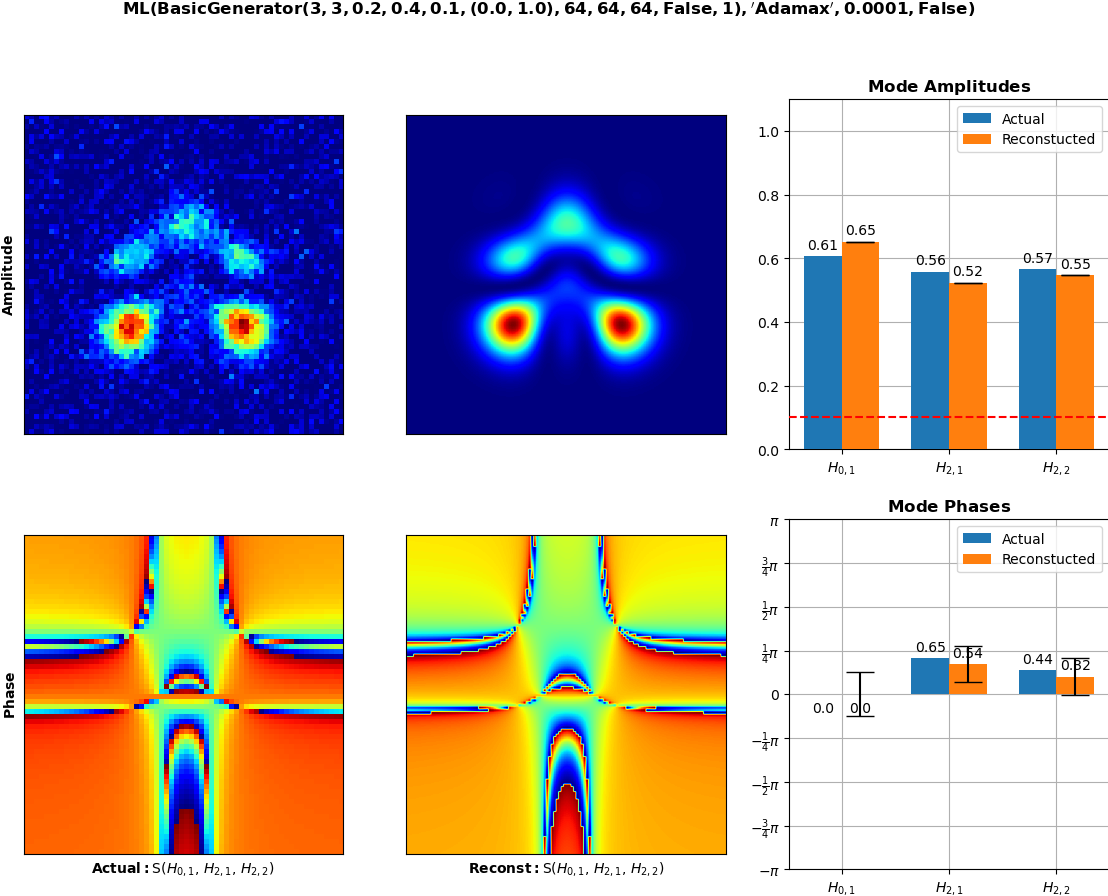 ML(BasicGenerator(3, 3, 0.2, 0.4, 0.1, (0.0, 1.0), 64, 64, 64, False, 1), ′Adamax′, 0.0001, False)
Mode Amplitudes
Actual
Reconstucted
1.0
0.8
0.6
0.4
0.2
0.0
0.61
0.65
0.56
0.52
0.57
0.55
H0, 1
H2, 1
H2, 2
Amplitude
Mode Phases
Actual
Reconstucted
π
3/4π
1/2π
1/4π
0
−1/4π
−1/2π
−3/4π
−π
0.0
0.0
0.65
0.54
0.44
0.32
H0, 1
H2, 1
H2, 2
Phase
Actual: S(H0, 1, H2, 1, H2, 2)
Reconst: S(H0, 1, H2, 1, H2, 2)